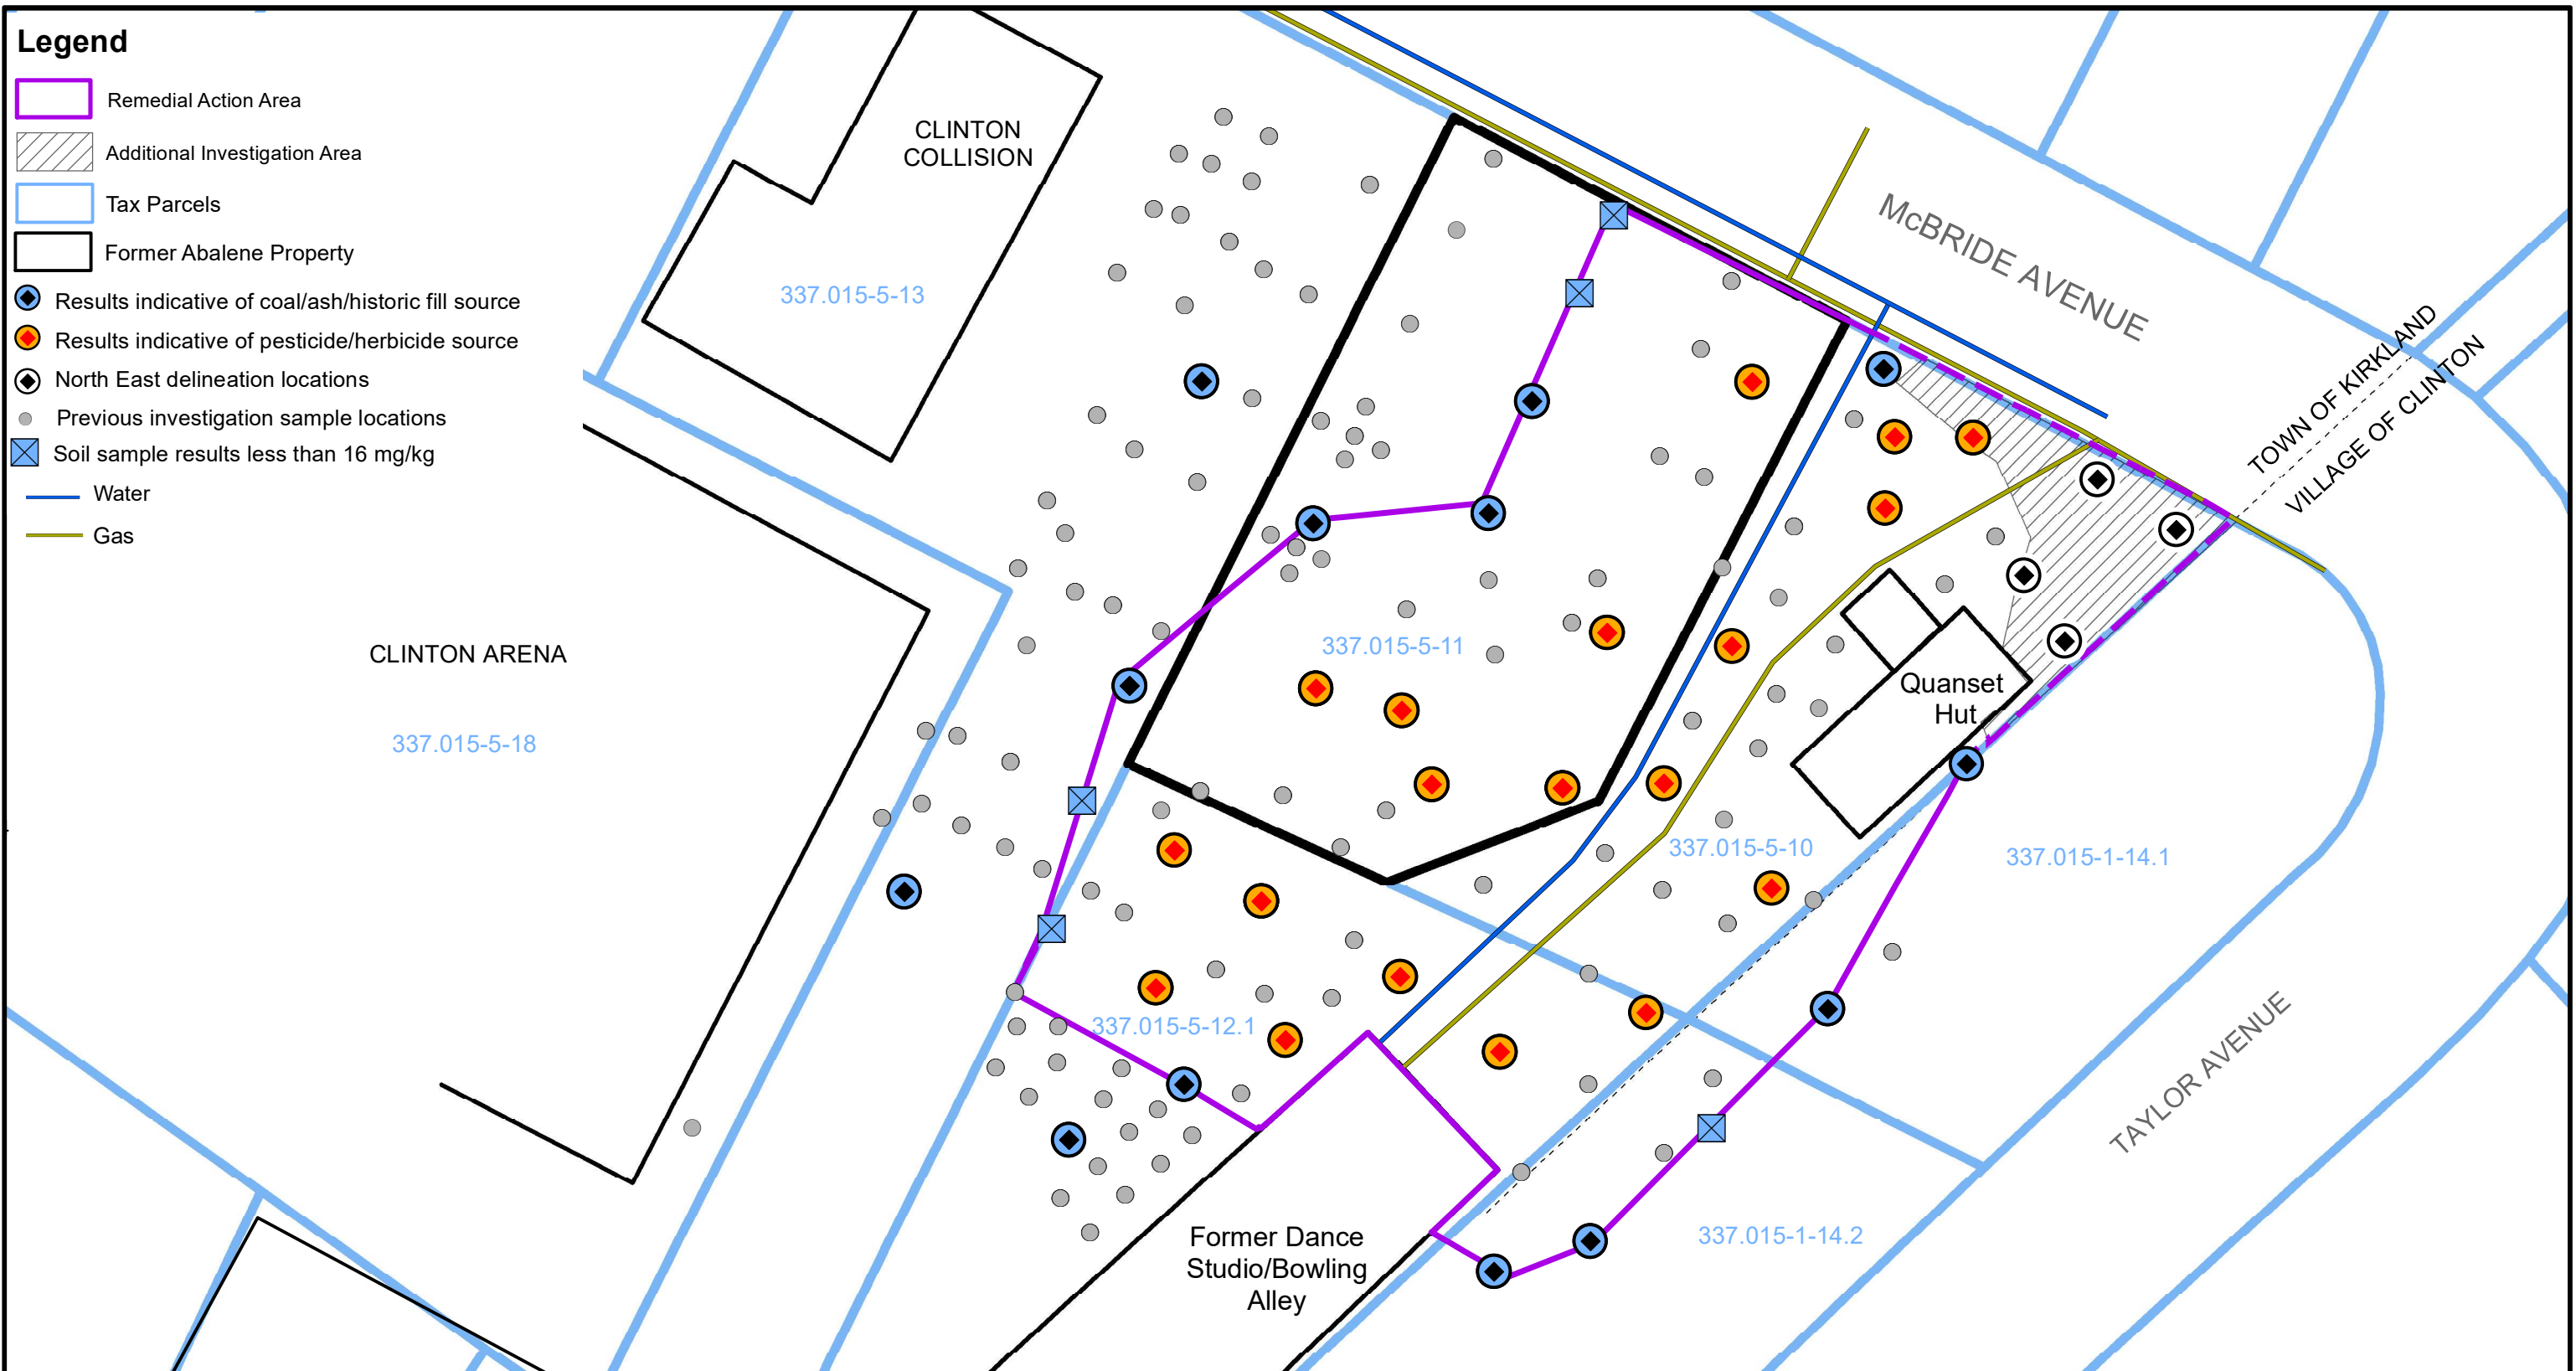 Legend
Remedial Action Area
Additional Investigation Area
Tax Parcels
Former Abalene Property
Results indicative of coal/ash/historic fill source
Results indicative of pesticide/herbicide source
North East delineation locations
Previous investigation sample locations
Soil sample results less than 16 mg/kg
Water
Gas
CLINTON
COLLISION
337.015-5-13
McBRIDE AVENUE
TOWN OF KIRKLAND
VILLAGE OF CLINTON
CLINTON ARENA
337.015-5-18
337.015-5-11
Quanset
Hut
337.015-5-10
337.015-1-14.1
337.015-5-12.1
TAYLOR AVENUE
Former Dance
Studio/Bowling
Alley
337.015-1-14.2